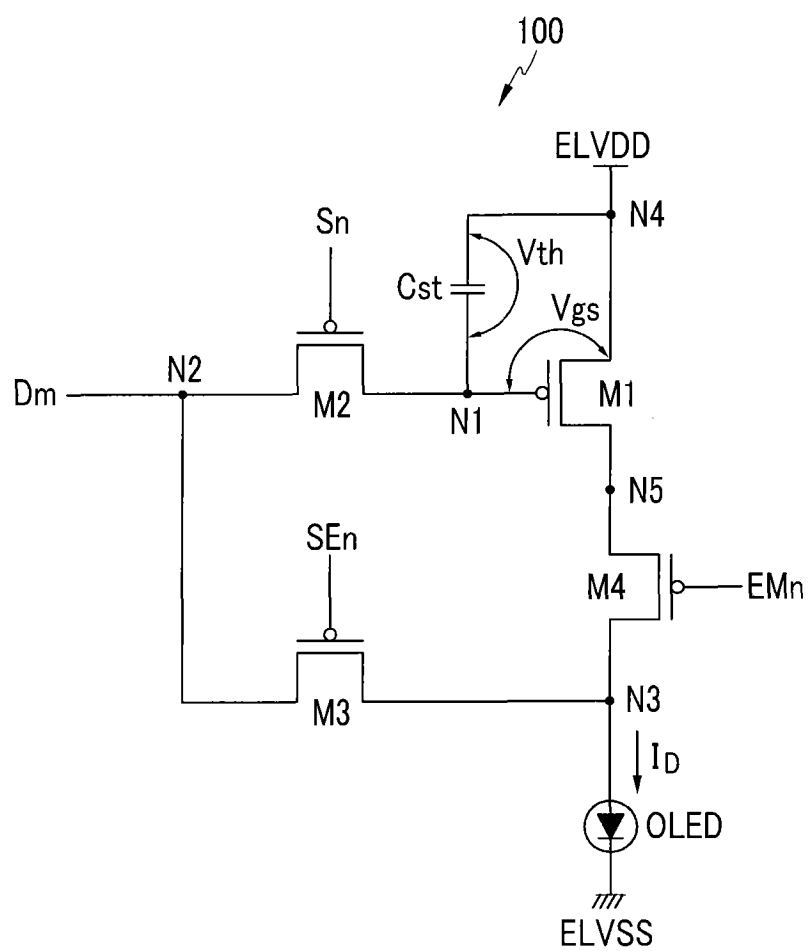 100
ELVDD
N4
Sn
Vth
Cst
Vgs
N2
Dm
M2
N1
M1
N5
SEn
M4
EMn
M3
N3
ID
OLED
ELVSS